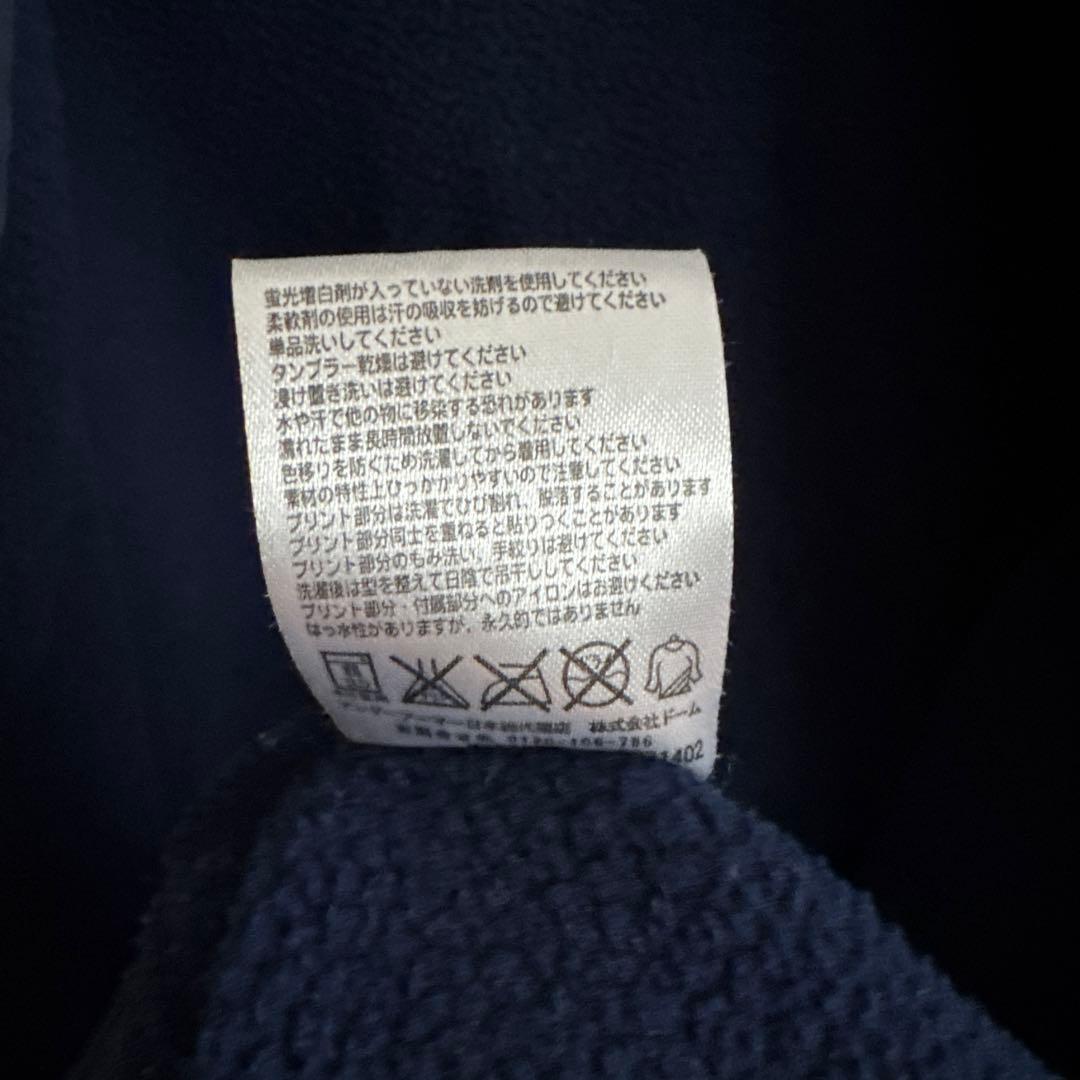 蛍光増白剤が入っていない洗剤を使用してください
柔軟剤の使用は汗の吸収を妨げるので避けてください
単品洗いしてください
タンブラー乾燥は避けてください
浸け置き洗いは避けてください
水や汗で他の物に移染する恐れがあります
濡れたまま長時間放置しないでください
色移りを防ぐため洗濯してから着用してください
素材の特性上ひっかかりやすいので注意してください
プリント部分は洗濯でひび割れ、脱落することがあります
プリント部分同士を重ねると貼りつくことがあります
プリント部分のもみ洗い、手絞りは避けてください
洗濯後は型を整えて日陰で吊干ししてください
プリント部分・付属部分へのアイロンはお避けください
はっ水性がありますが、永久的ではありません
アンダーアーマー日本総代理店 株式会社ドーム
0120-106-786
402